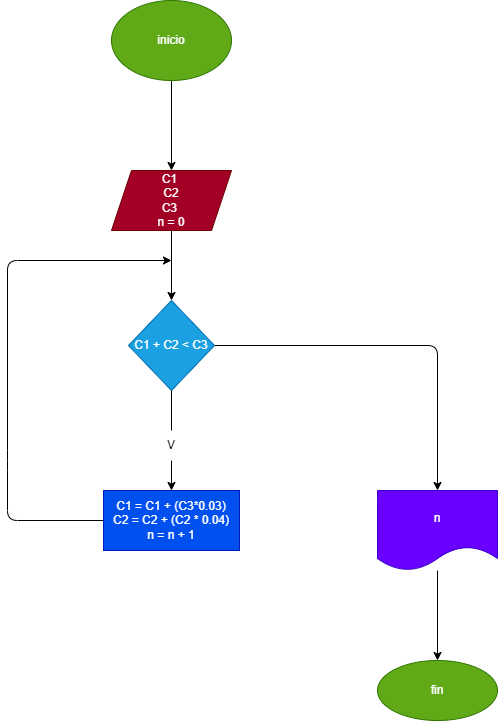 inicio
C1
C2
C3
n = 0
C1 + C2 < C3
V
C1 = C1 + (C3*0.03)
C2 = C2 + (C2 * 0.04)
n = n + 1
n
fin